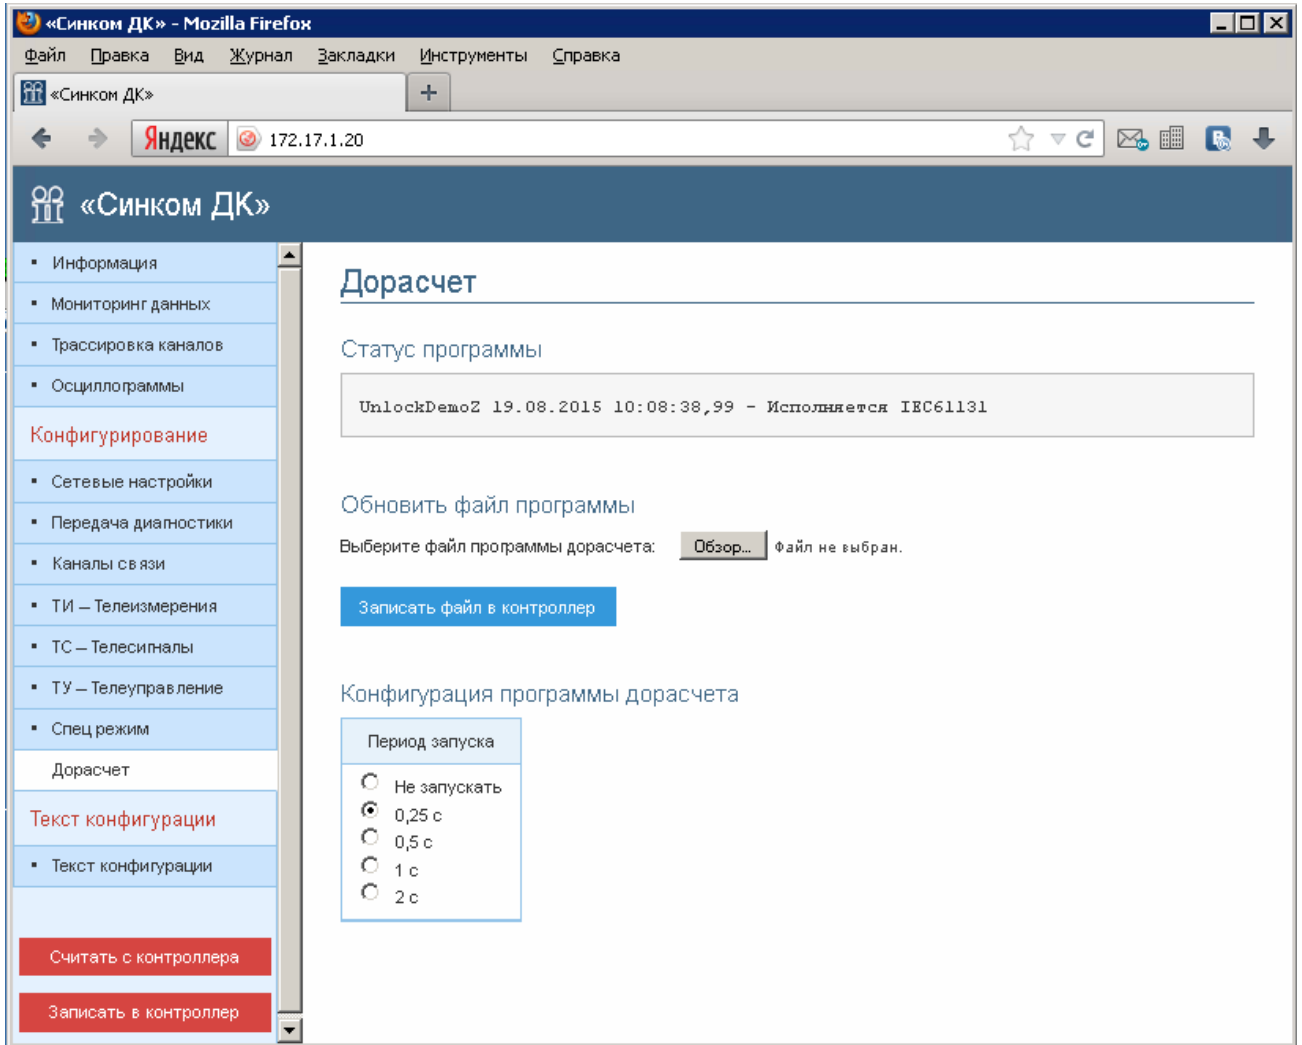 «Синком ДК» - Mozilla Firefox
Файл Правка Вид Журнал Закладки Инструменты Справка
«Синком ДК» +
Яндекс 172.17.1.20
«Синком ДК»
Информация
Мониторинг данных
Трассировка каналов
Осциллограммы
Конфигурирование
Сетевые настройки
Передача диагностики
Каналы связи
ТИ – Телеизмерения
ТС – Телесигналы
ТУ – Телеуправление
Спец режим
Дорасчет
Текст конфигурации
Текст конфигурации
Считать с контроллера
Записать в контроллер
Дорасчет
Статус программы
UnlockDemoZ 19.08.2015 10:08:38,99 - Исполняется IEC61131
Обновить файл программы
Выберите файл программы дорасчета: Обзор... Файл не выбран.
Записать файл в контроллер
Конфигурация программы дорасчета
Период запуска
Не запускать
0,25 с
0,5 с
1 с
2 с